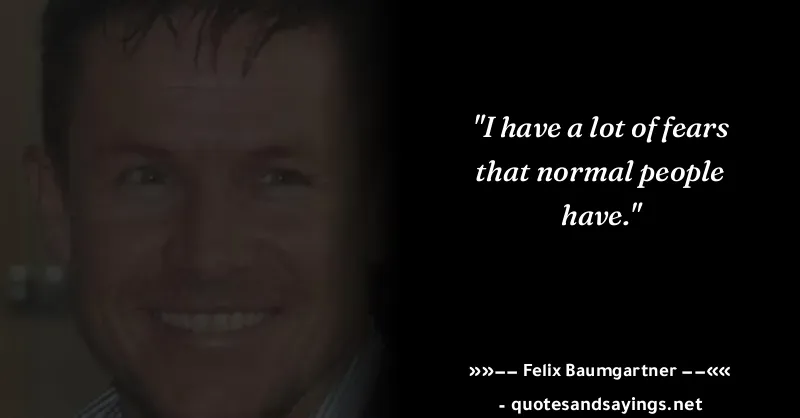 "I have a lot of fears
that normal people
have."
»»−− Felix Baumgartner −−««
- quotesandsayings.net